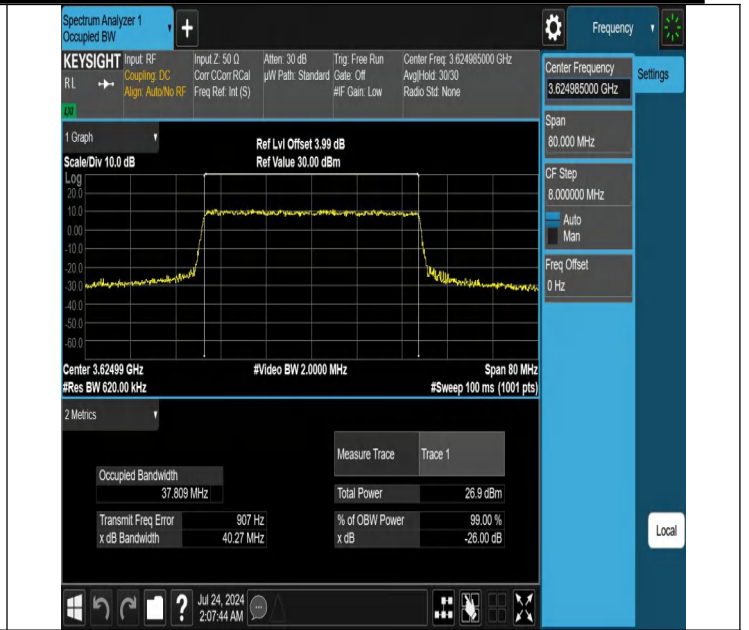 Spectrum Analyzer 1
Occupied BW
+
Frequency
KEYSIGHT
RL
LXI
Input: RF
Coupling: DC
Align: Auto/No RF
Input Z: 50 Ω
Corr CCorr RCal
Freq Ref: Int (S)
Atten: 30 dB
µW Path: Standard
Trig: Free Run
Gate: Off
#IF Gain: Low
Center Freq: 3.624985000 GHz
Avg|Hold: 30/30
Radio Std: None
Center Frequency
3.624985000 GHz
Settings
Span
80.000 MHz
CF Step
8.000000 MHz
Auto
Man
Freq Offset
0 Hz
1 Graph
Scale/Div 10.0 dB
Ref Lvl Offset 3.99 dB
Ref Value 30.00 dBm
Log
20.0
10.0
0.00
-10.0
-20.0
-30.0
-40.0
-50.0
-60.0
Center 3.62499 GHz
#Res BW 620.00 kHz
#Video BW 2.0000 MHz
Span 80 MHz
#Sweep 100 ms (1001 pts)
2 Metrics
Measure Trace Trace 1
Occupied Bandwidth
37.809 MHz
Total Power 26.9 dBm
Transmit Freq Error 907 Hz
% of OBW Power 99.00 %
x dB Bandwidth 40.27 MHz
x dB -26.00 dB
Local
?
Jul 24, 2024
2:07:44 AM